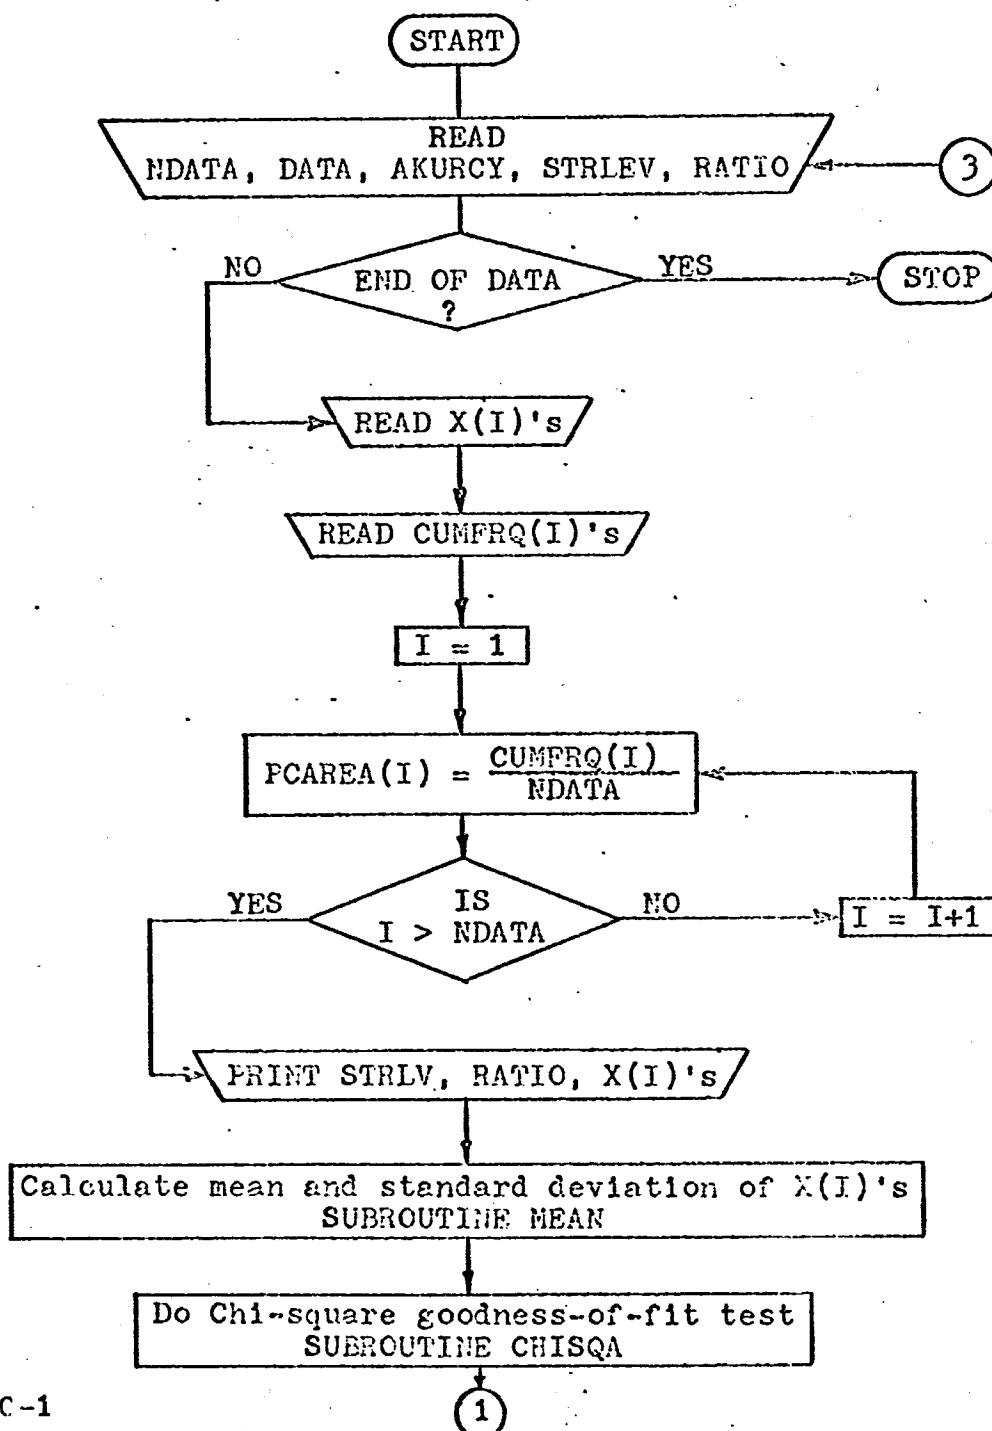 START
READ
NDATA, DATA, AKURCY, STRLEV, RATIO
3
NO
END OF DATA
?
YES
STOP
READ X(I)'s
READ CUMFRQ(I)'s
I = 1
PCAREA(I) = CUMFRQ(I)
NDATA
YES
IS
I > NDATA
NO
I = I+1
PRINT STRLV, RATIO, X(I)'s
Calculate mean and standard deviation of X(I)'s
SUBROUTINE MEAN
Do Chi-square goodness-of-fit test
SUBROUTINE CHISQA
C-1
1